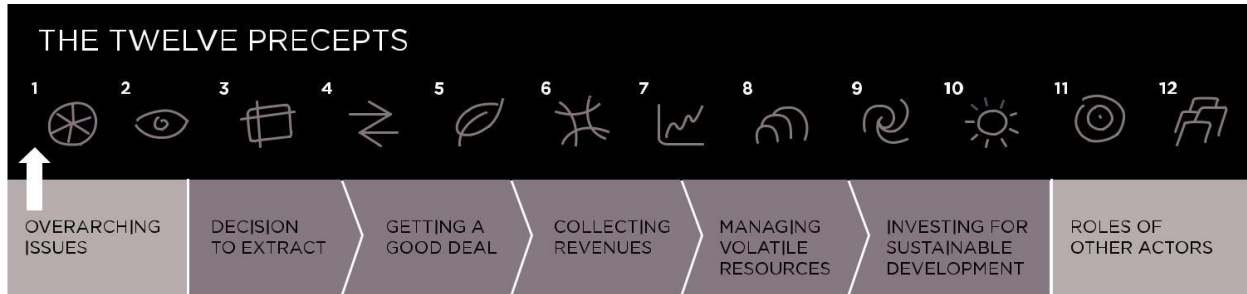 THE TWELVE PRECEPTS
1 2 3 4 5 6 7 8 9 10 11 12
OVERARCHING
ISSUES
DECISION
TO EXTRACT
GETTING A
GOOD DEAL
COLLECTING
REVENUES
MANAGING
VOLATILE
RESOURCES
INVESTING FOR
SUSTAINABLE
DEVELOPMENT
ROLES OF
OTHER ACTORS